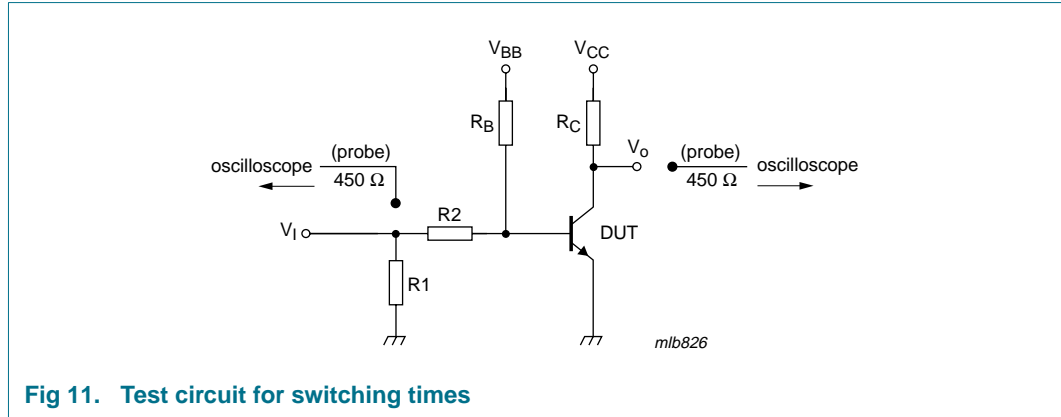 VBB
VCC
RB
RC
Vo
(probe)
450 Ω
oscilloscope
(probe)
450 Ω
oscilloscope
VI
R2
DUT
R1
mlb826
Fig 11. Test circuit for switching times